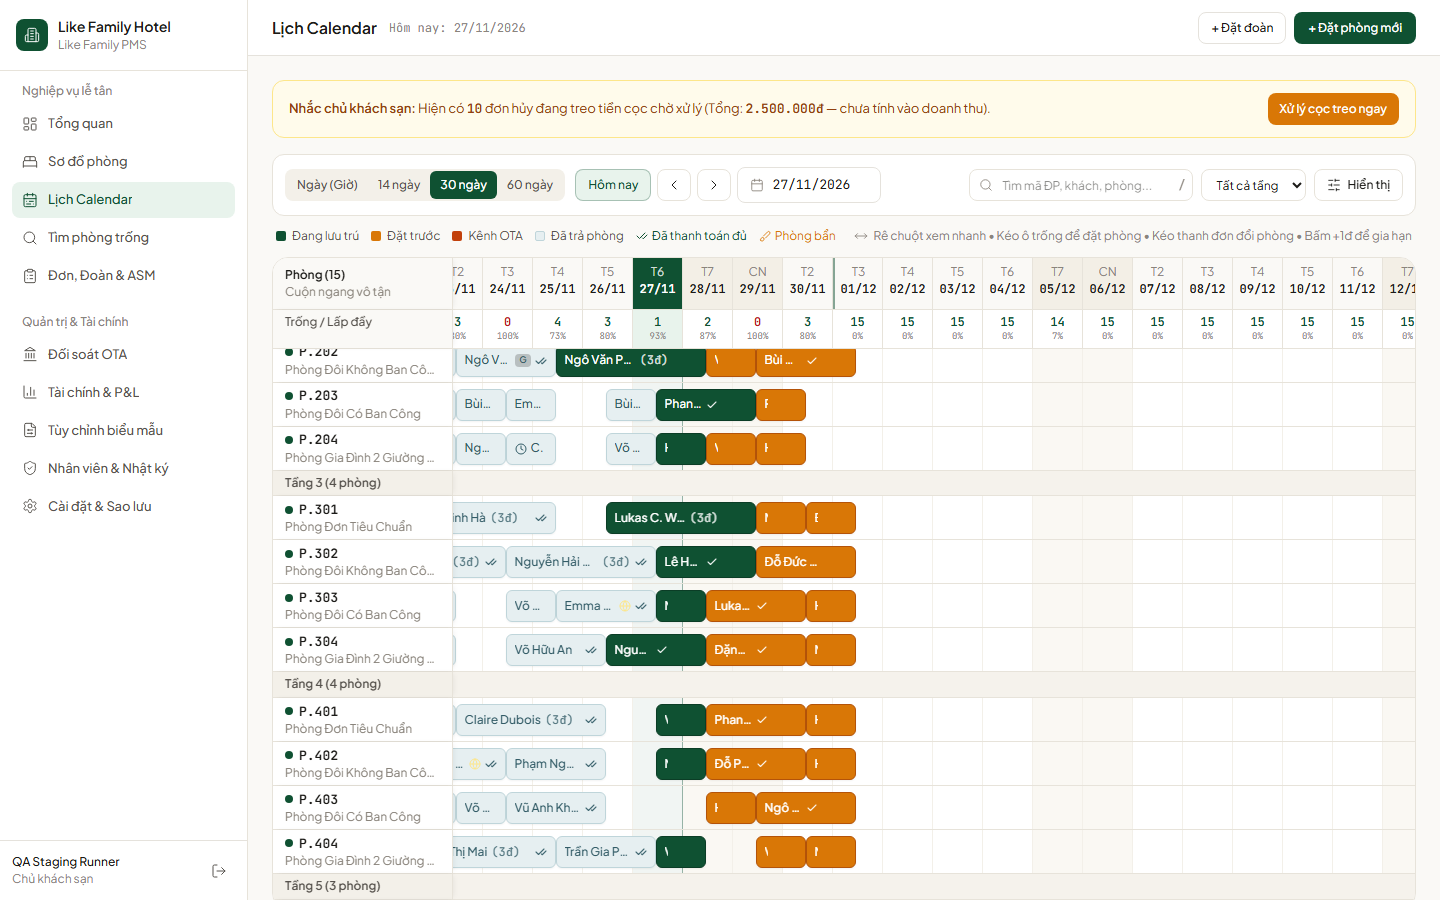 Like Family Hotel
Like Family PMS
Nghiệp vụ lễ tân
Tổng quan
Sơ đồ phòng
Lịch Calendar
Tìm phòng trống
Đơn, Đoàn & ASM
Quản trị & Tài chính
Đối soát OTA
Tài chính & P&L
Tùy chỉnh biểu mẫu
Nhân viên & Nhật ký
Cài đặt & Sao lưu
QA Staging Runner
Chủ khách sạn
Lịch Calendar Hôm nay: 27/11/2026
+ Đặt đoàn
+ Đặt phòng mới
Nhắc chủ khách sạn: Hiện có 10 đơn hủy đang treo tiền cọc chờ xử lý (Tổng: 2.500.000đ — chưa tính vào doanh thu).
Xử lý cọc treo ngay
Ngày (Giờ) 14 ngày 30 ngày 60 ngày
Hôm nay
27/11/2026
Tìm mã ĐP, khách, phòng... /
Tất cả tầng
Hiển thị
Đang lưu trú Đặt trước Kênh OTA Đã trả phòng Đã thanh toán đủ Phòng bẩn Rê chuột xem nhanh • Kéo ô trống để đặt phòng • Kéo thanh đơn đổi phòng • Bấm +1đ để gia hạn
Phòng (15)
Cuộn ngang vô tận
T2 T3 T4 T5 T6 T7 CN T2 T3 T4 T5 T6 T7 CN T2 T3 T4 T5 T6 T7
/11 24/11 25/11 26/11 27/11 28/11 29/11 30/11 01/12 02/12 03/12 04/12 05/12 06/12 07/12 08/12 09/12 10/12 11/12 12/1
Trống / Lấp đầy
3 0 4 3 1 2 0 3 15 15 15 15 14 15 15 15 15 15 15 15
80% 100% 73% 80% 93% 87% 100% 80% 0% 0% 0% 0% 7% 0% 0% 0% 0% 0% 0% 0%
P.202
Phòng Đôi Không Ban Cô...
Ngô V... G Ngô Văn P... (3đ) Bùi ...
P.203
Phòng Đôi Có Ban Công
Bùi... Em... Bùi... Phan...
P.204
Phòng Gia Đình 2 Giường ...
Ng... C. Võ ...
Tầng 3 (4 phòng)
P.301
Phòng Đơn Tiêu Chuẩn
inh Hà (3đ) Lukas C. W... (3đ)
P.302
Phòng Đôi Không Ban Cô...
(3đ) Nguyễn Hải ... (3đ) Lê H... Đỗ Đức ...
P.303
Phòng Đôi Có Ban Công
Võ ... Emma ... Luka...
P.304
Phòng Gia Đình 2 Giường ...
Võ Hữu An Ngu... Đặn...
Tầng 4 (4 phòng)
P.401
Phòng Đơn Tiêu Chuẩn
Claire Dubois (3đ) Phan...
P.402
Phòng Đôi Không Ban Cô...
... Phạm Ng... Đỗ P...
P.403
Phòng Đôi Có Ban Công
Võ ... Vũ Anh Kh... Ngô ...
P.404
Phòng Gia Đình 2 Giường ...
Thị Mai (3đ) Trần Gia P...
Tầng 5 (3 phòng)